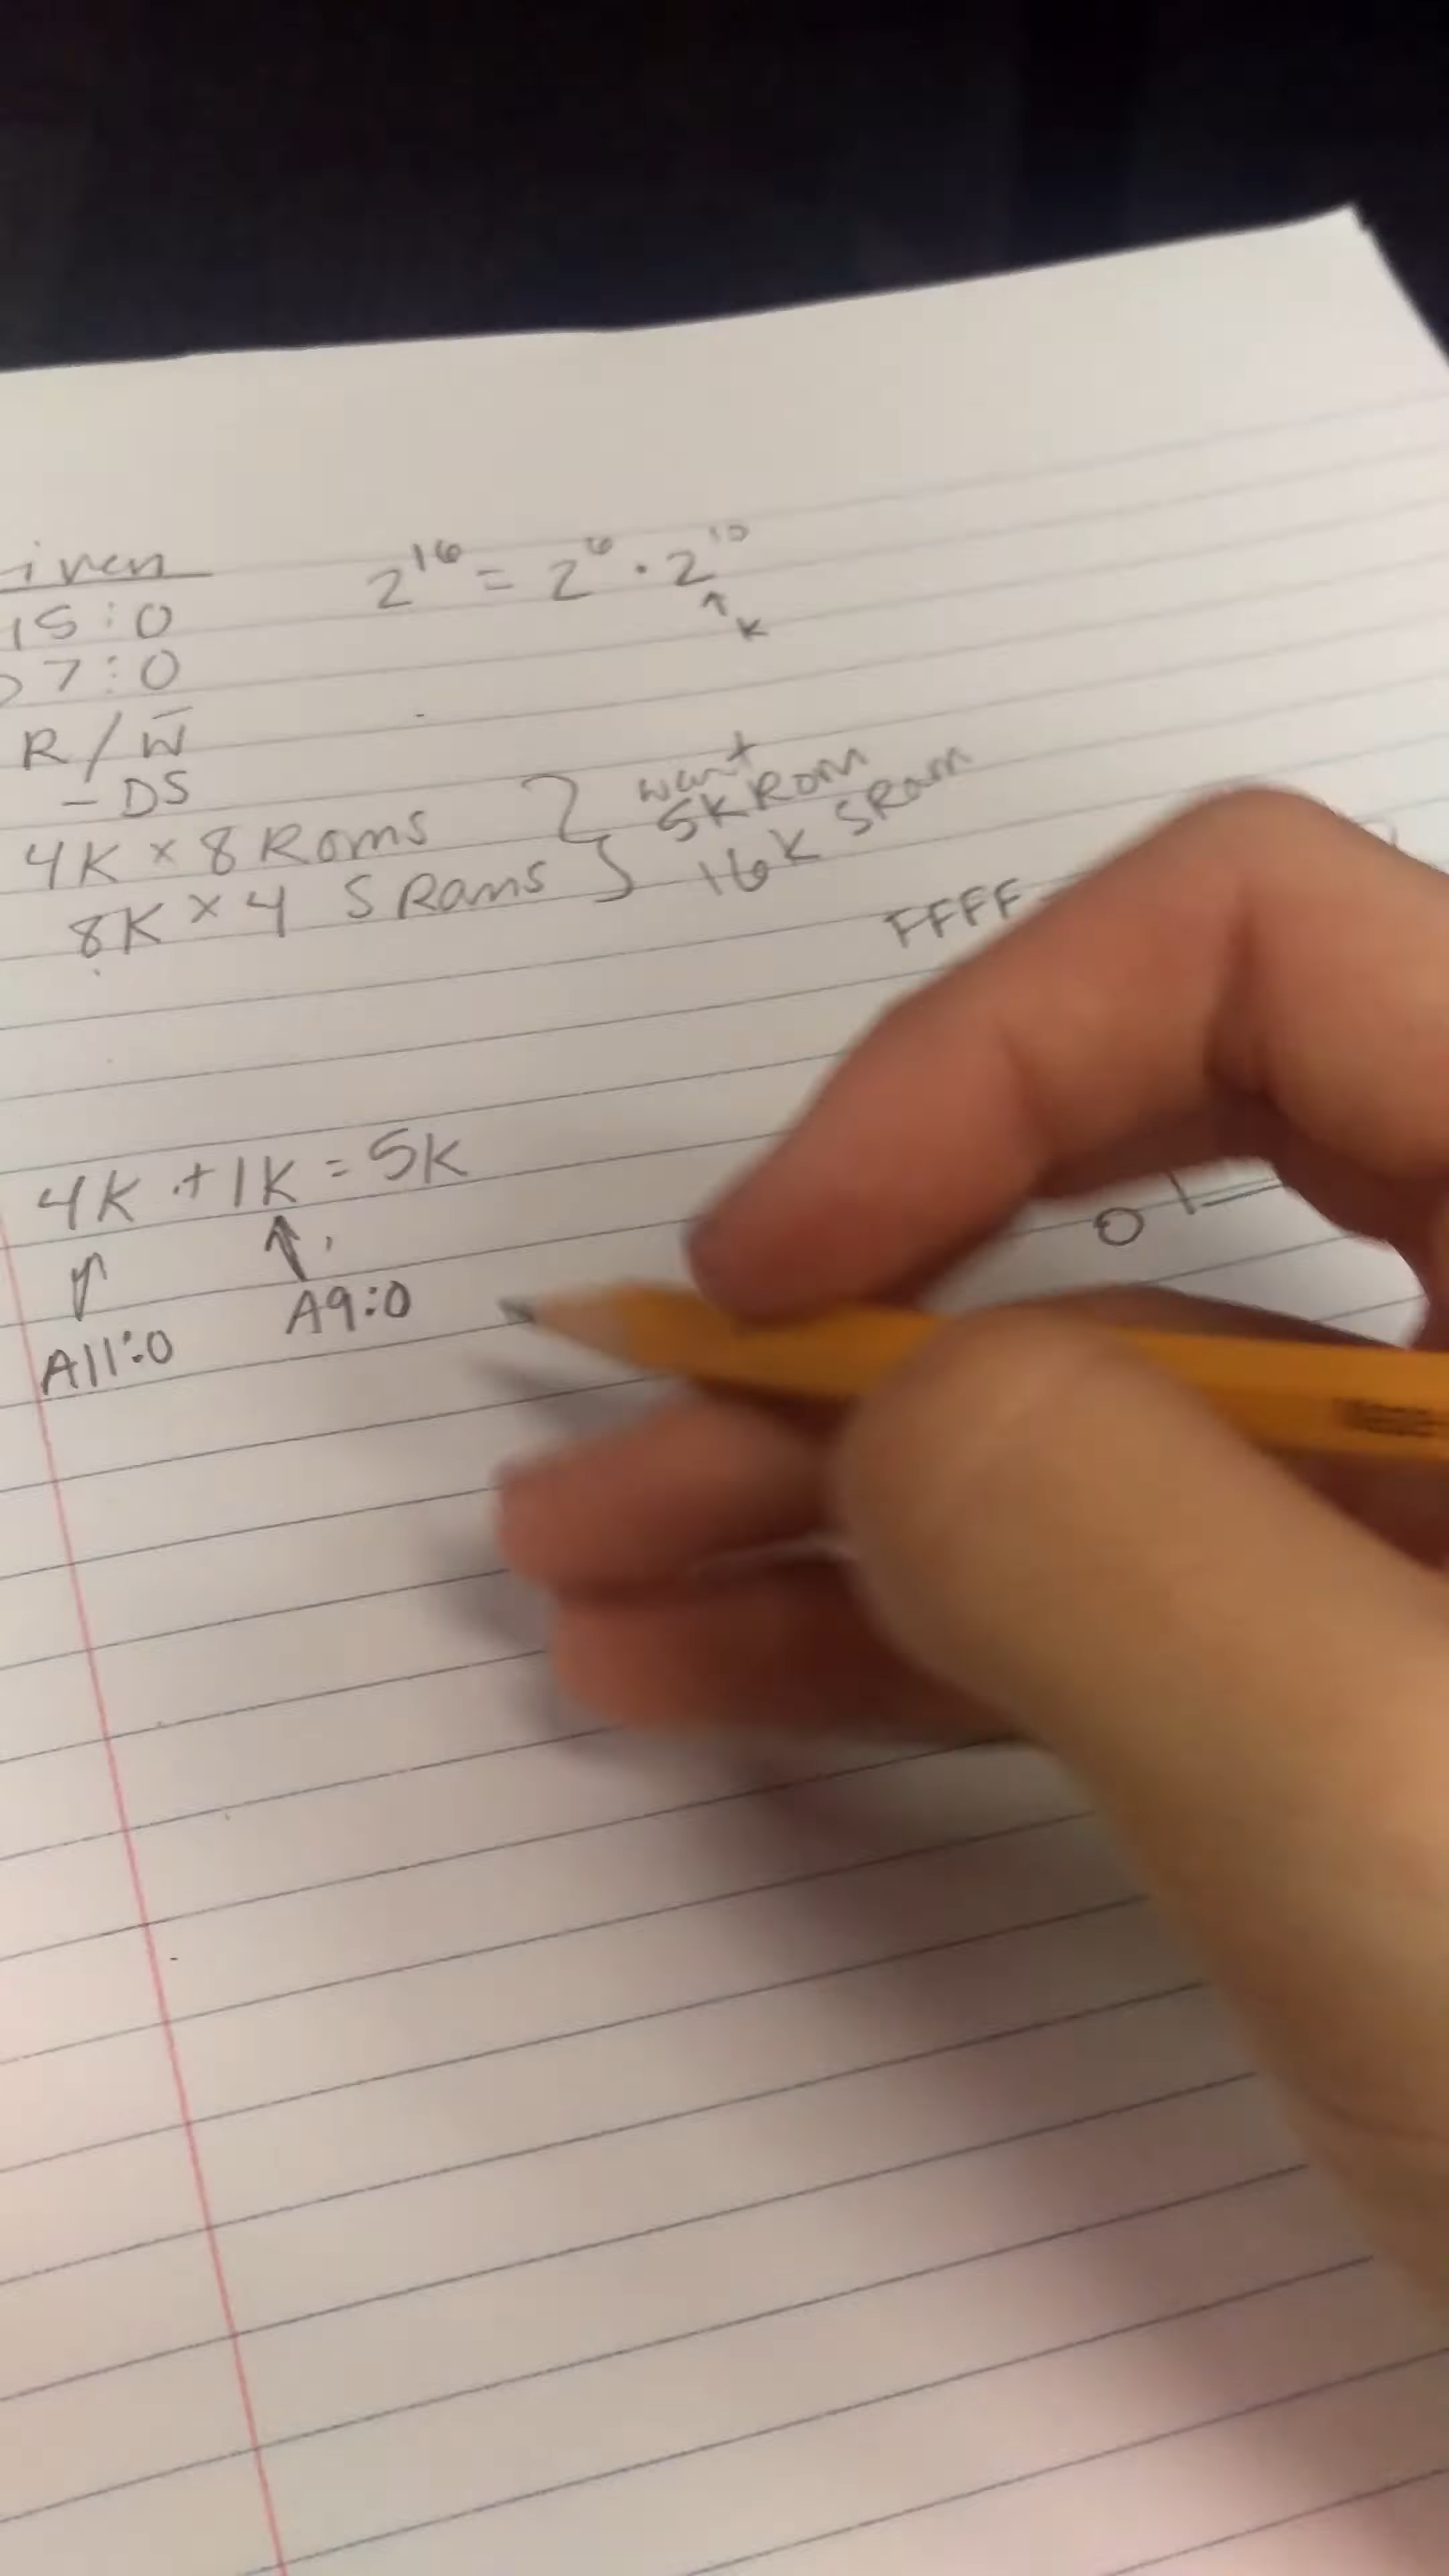 iven
15:0
7:0
R/W̅
-DS
4K x 8 Roms
8K x 4 S Rams
2^16 = 2^6 · 2^10
↑
K
want
5K Rom
16K SRam
FFFF
0
4K + 1K = 5K
↑ ↑
A11:0 A9:0